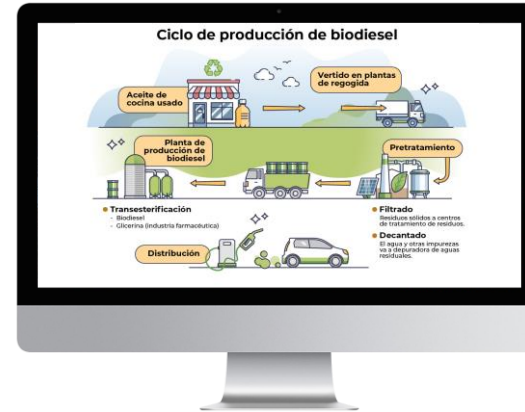 Ciclo de producción de biodiesel
Aceite de
cocina usado
Vertido en plantas
de regogida
Planta de
producción de
biodiesel
Pretratamiento
• Transesterificación
- Biodiesel
- Glicerina (industria farmacéutica)
• Filtrado
Residuos sólidos a centros
de tratamiento de residuos.
• Decantado
El agua y otras impurezas
va a depuradora de aguas
residuales.
Distribución